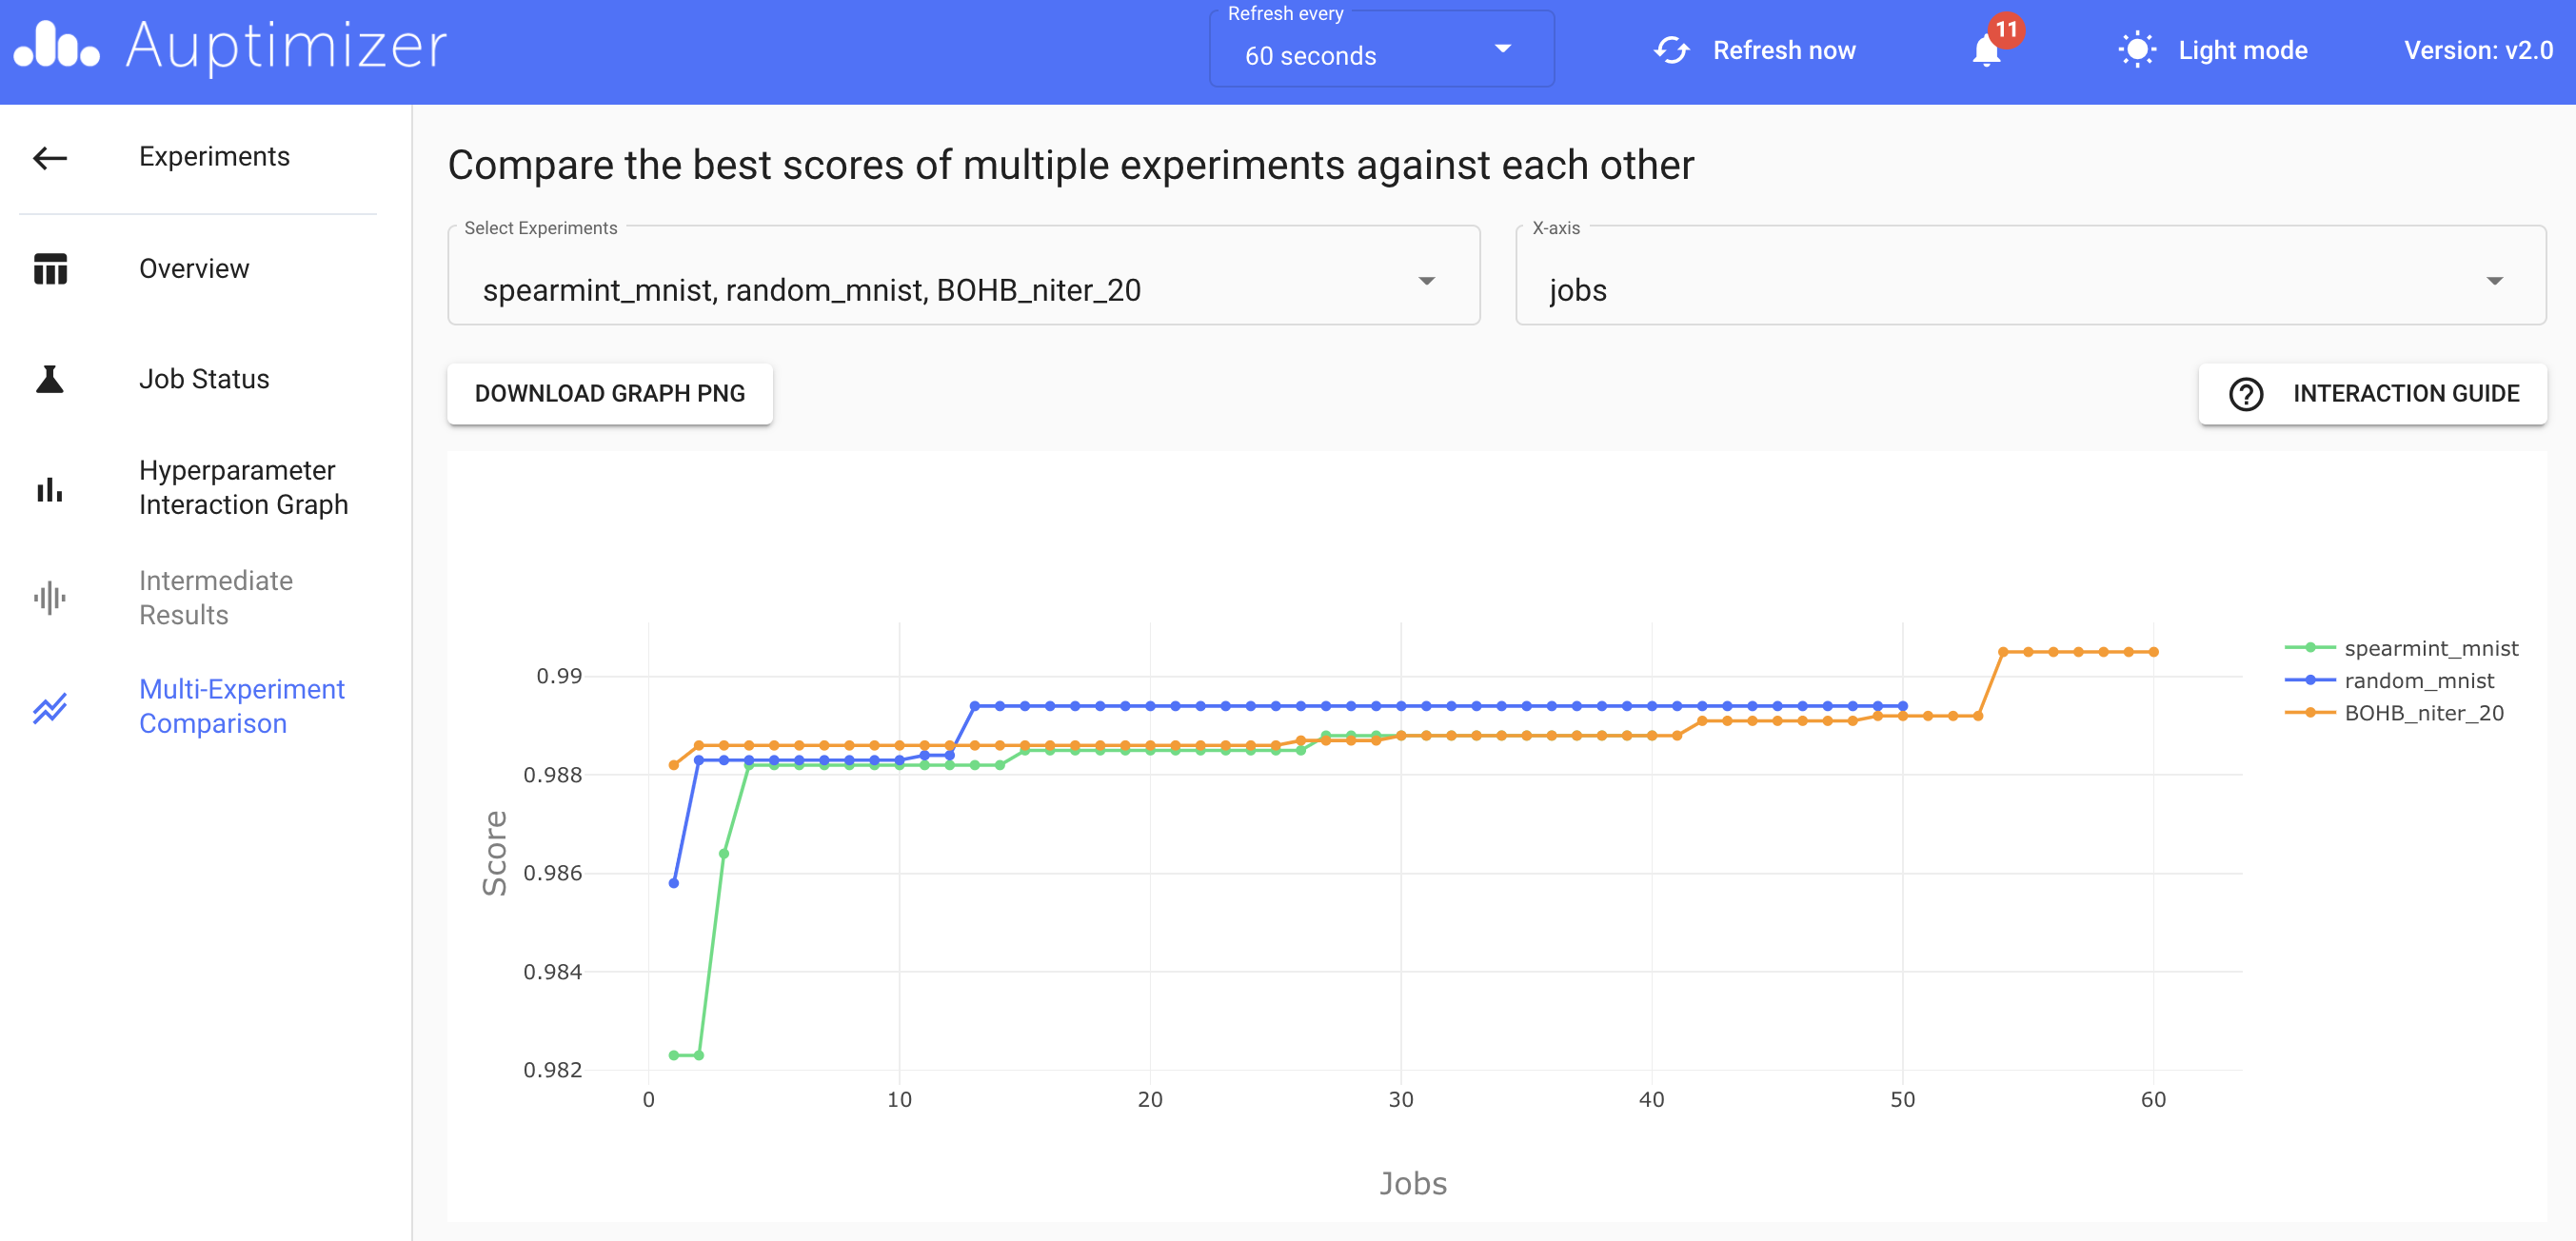 Auptimizer
Refresh every
60 seconds
Refresh now
11
Light mode
Version: v2.0
Experiments
Overview
Job Status
Hyperparameter
Interaction Graph
Intermediate
Results
Multi-Experiment
Comparison
Compare the best scores of multiple experiments against each other
Select Experiments
spearmint_mnist, random_mnist, BOHB_niter_20
X-axis
jobs
DOWNLOAD GRAPH PNG
? INTERACTION GUIDE
0.99
0.988
0.986
0.984
0.982
Score
0 10 20 30 40 50 60
Jobs
spearmint_mnist
random_mnist
BOHB_niter_20